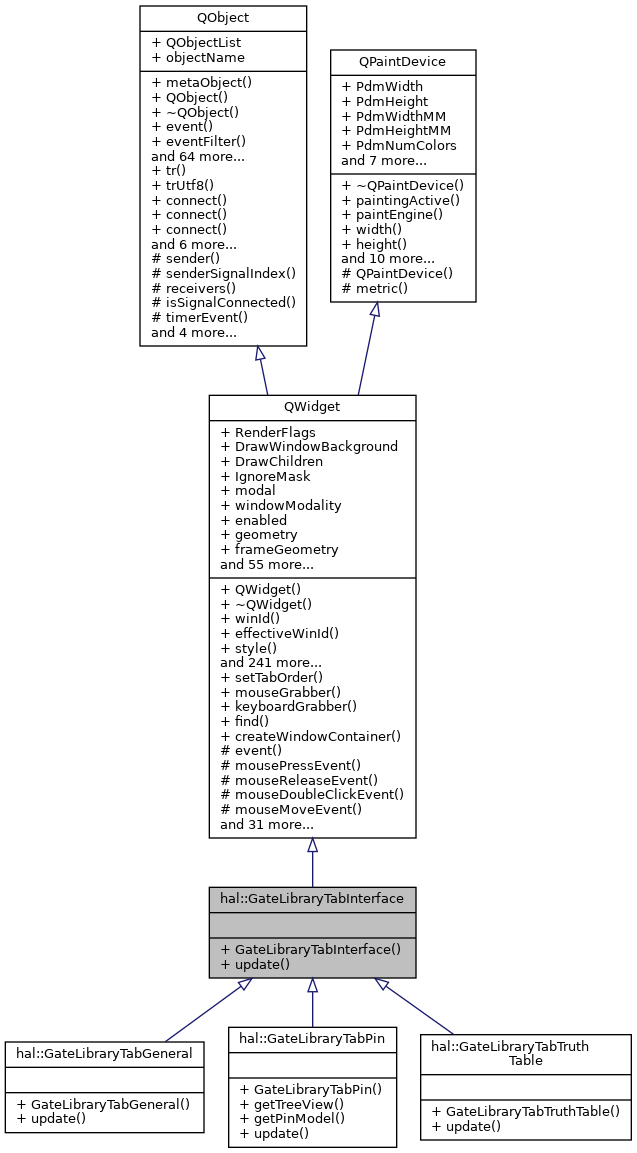 QObject
+ QObjectList
+ objectName
+ metaObject()
+ QObject()
+ ~QObject()
+ event()
+ eventFilter()
and 64 more...
+ tr()
+ trUtf8()
+ connect()
+ connect()
+ connect()
and 6 more...
# sender()
# senderSignalIndex()
# receivers()
# isSignalConnected()
# timerEvent()
and 4 more...
QPaintDevice
+ PdmWidth
+ PdmHeight
+ PdmWidthMM
+ PdmHeightMM
+ PdmNumColors
and 7 more...
+ ~QPaintDevice()
+ paintingActive()
+ paintEngine()
+ width()
+ height()
and 10 more...
# QPaintDevice()
# metric()
QWidget
+ RenderFlags
+ DrawWindowBackground
+ DrawChildren
+ IgnoreMask
+ modal
+ windowModality
+ enabled
+ geometry
+ frameGeometry
and 55 more...
+ QWidget()
+ ~QWidget()
+ winId()
+ effectiveWinId()
+ style()
and 241 more...
+ setTabOrder()
+ mouseGrabber()
+ keyboardGrabber()
+ find()
+ createWindowContainer()
# event()
# mousePressEvent()
# mouseReleaseEvent()
# mouseDoubleClickEvent()
# mouseMoveEvent()
and 31 more...
hal::GateLibraryTabInterface
+ GateLibraryTabInterface()
+ update()
hal::GateLibraryTabGeneral
+ GateLibraryTabGeneral()
+ update()
hal::GateLibraryTabPin
+ GateLibraryTabPin()
+ getTreeView()
+ getPinModel()
+ update()
hal::GateLibraryTabTruth
Table
+ GateLibraryTabTruthTable()
+ update()